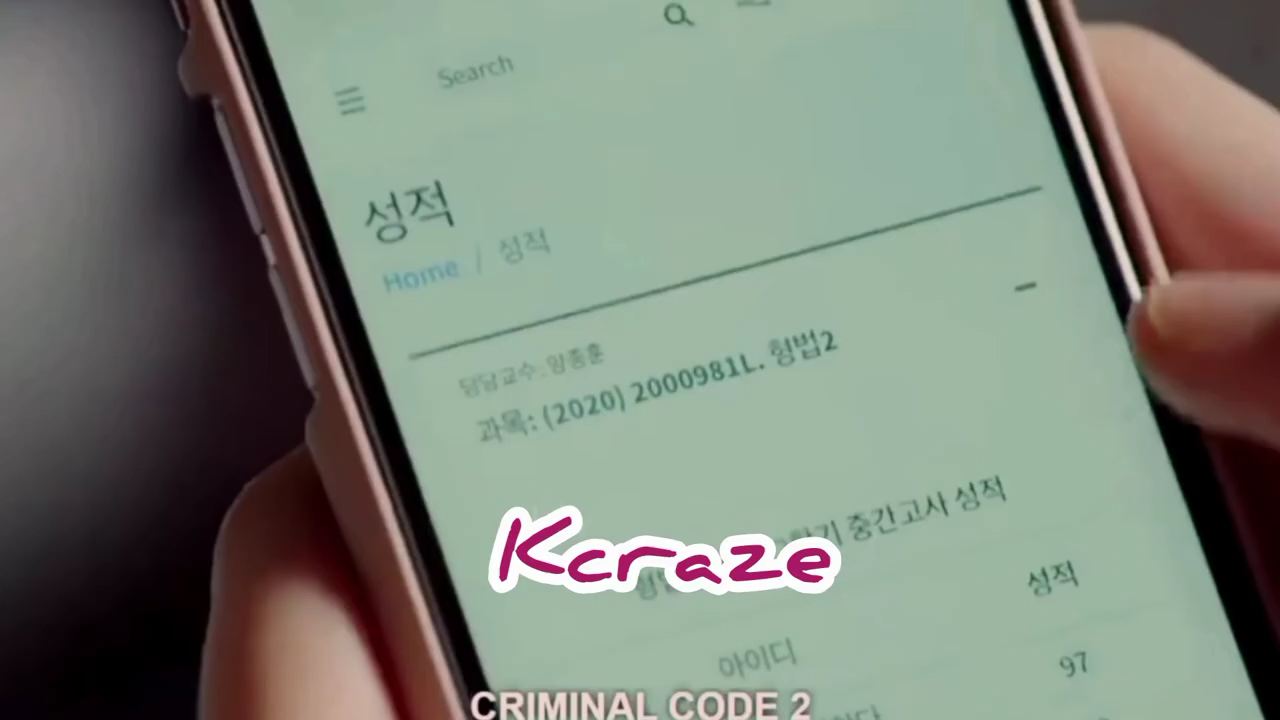 Search
성적
Home / 성적
담당교수: 양종훈
과목: (2020) 2000981L. 형법2
중간고사 성적
Kcraze
성적
아이디
97
CRIMINAL CODE 2